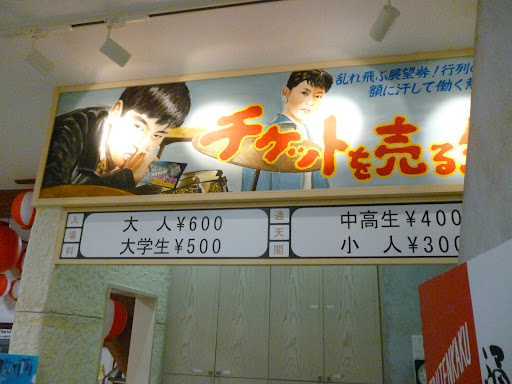 乱れ飛ぶ展望券！行列の
額に汗して働く
チケットを売る
入場料
大 人¥600
大学生¥500
通天閣
中高生¥400
小 人¥300
TENKAKU